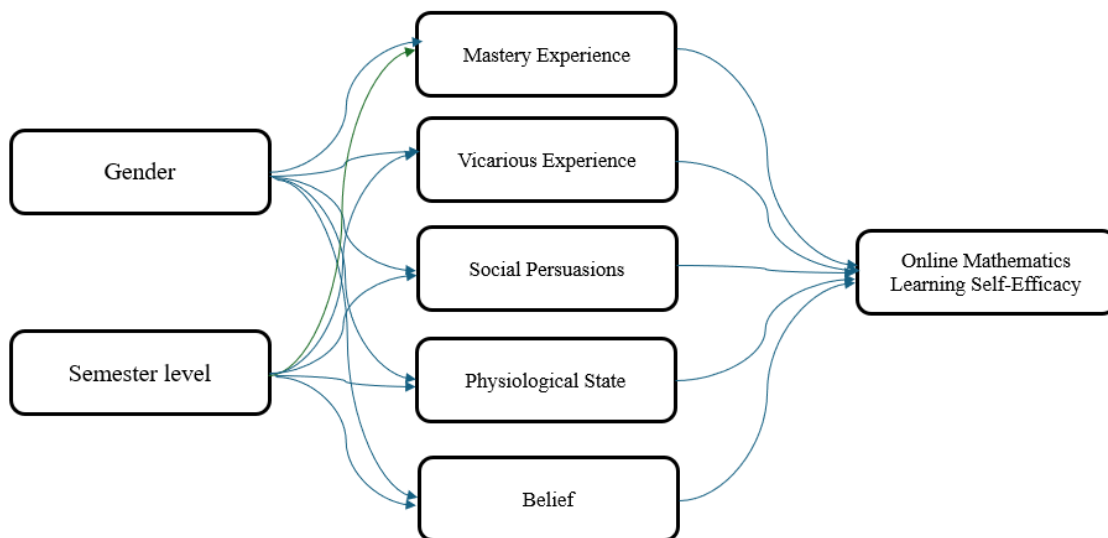 Gender
Semester level
Mastery Experience
Vicarious Experience
Social Persuasions
Physiological State
Belief
Online Mathematics
Learning Self-Efficacy